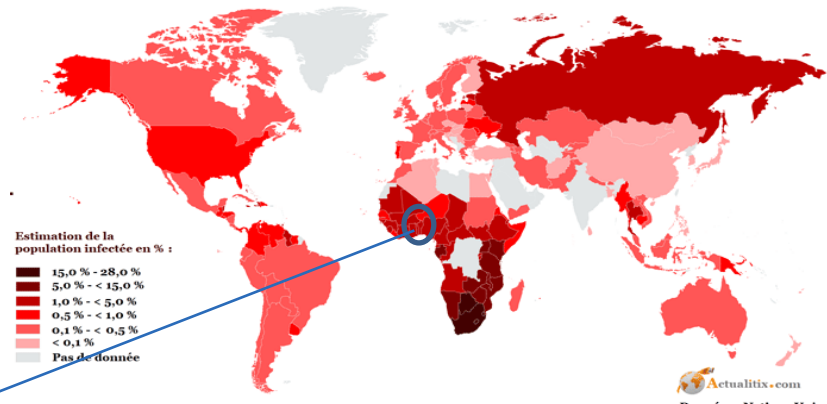 Estimation de la
population infectée en % :
15,0 % - 28,0 %
5,0 % - < 15,0 %
1,0 % - < 5,0 %
0,5 % - < 1,0 %
0,1 % - < 0,5 %
< 0,1 %
Pas de donnée
Actualitix.com